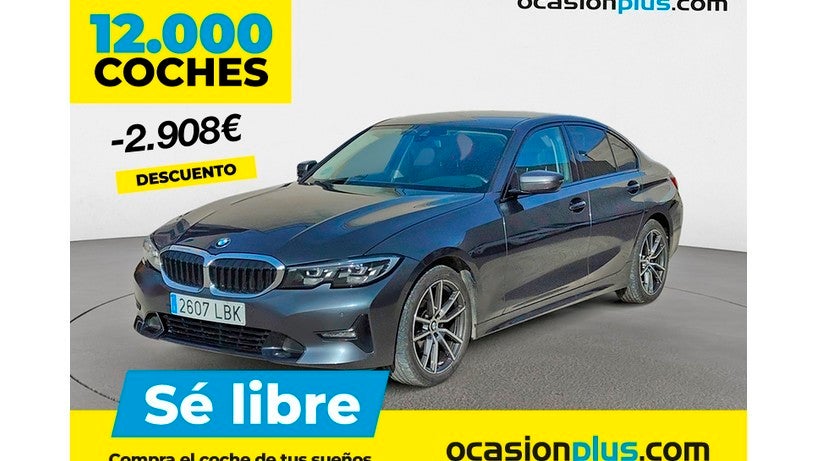 ocasionplus.com
12.000
COCHES
-2.908€
DESCUENTO
2607 LBK
Sé libre
Compra el coche de tus sueños
ocasionplus.com